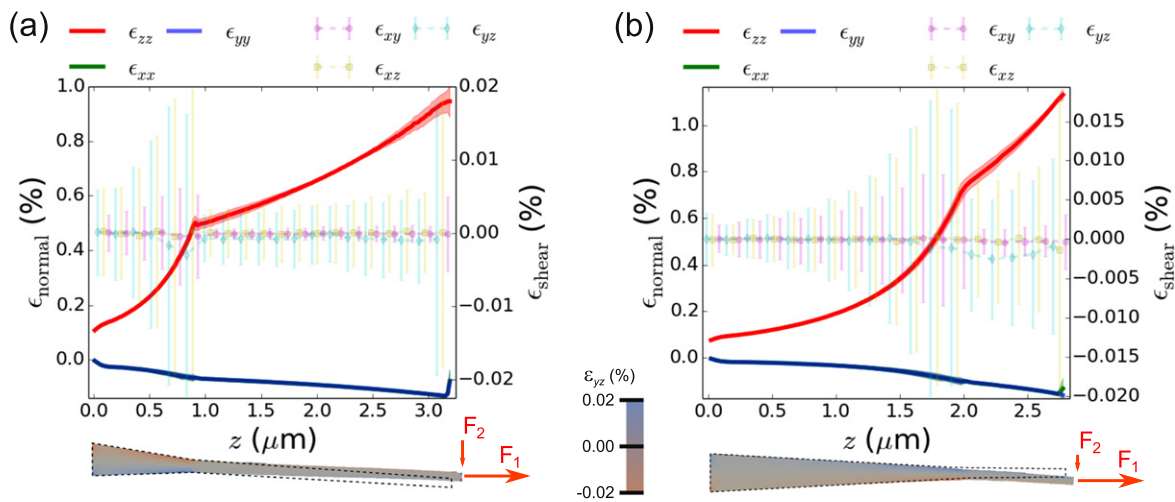 (a)
ϵzz ϵyy ϵxy ϵyz
ϵxx ϵxz
1.0
0.8
0.6
0.4
0.2
0.0
ϵnormal (%)
0.02
0.01
0.00
−0.01
−0.02
ϵshear (%)
0.0 0.5 1.0 1.5 2.0 2.5 3.0
z (μm)
F2
F1
(b)
ϵzz ϵyy ϵxy ϵyz
ϵxx ϵxz
1.0
0.8
0.6
0.4
0.2
0.0
ϵnormal (%)
0.015
0.010
0.005
0.000
−0.005
−0.010
−0.015
−0.020
ϵshear (%)
0.0 0.5 1.0 1.5 2.0 2.5
z (μm)
εyz (%)
0.02
0.00
-0.02
F2
F1